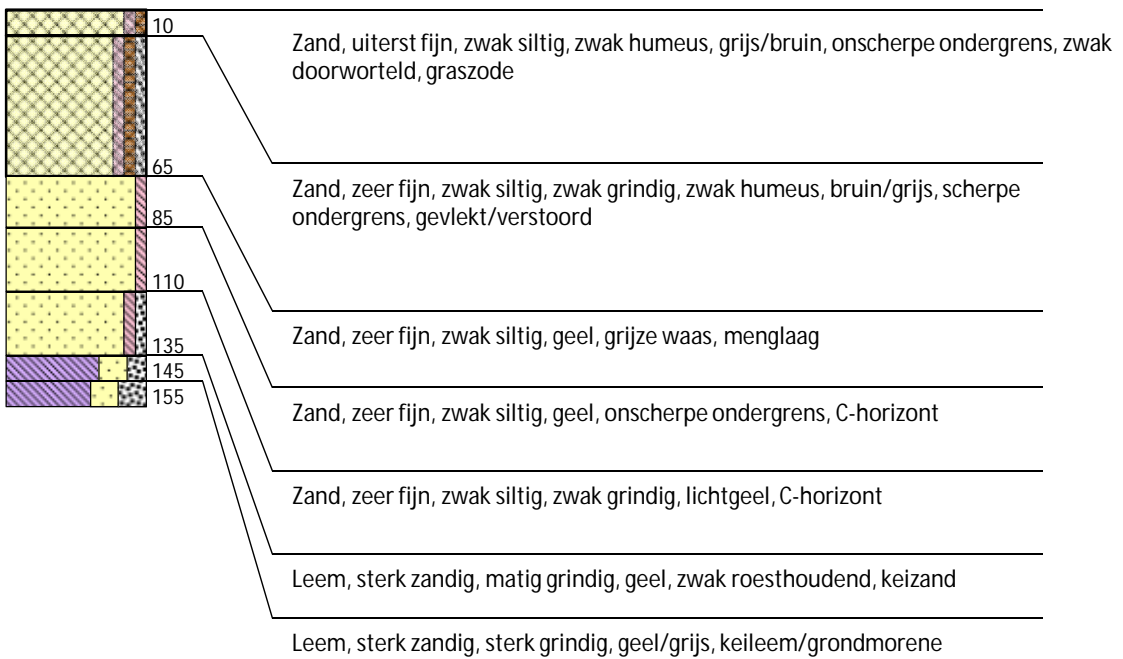 10
Zand, uiterst fijn, zwak siltig, zwak humeus, grijs/bruin, onscherpe ondergrens, zwak
doorworteld, graszode
65
Zand, zeer fijn, zwak siltig, zwak grindig, zwak humeus, bruin/grijs, scherpe
ondergrens, gevlekt/verstoord
85
110
Zand, zeer fijn, zwak siltig, geel, grijze waas, menglaag
135
145
155
Zand, zeer fijn, zwak siltig, geel, onscherpe ondergrens, C-horizont
Zand, zeer fijn, zwak siltig, zwak grindig, lichtgeel, C-horizont
Leem, sterk zandig, matig grindig, geel, zwak roesthoudend, keizand
Leem, sterk zandig, sterk grindig, geel/grijs, keileem/grondmorene